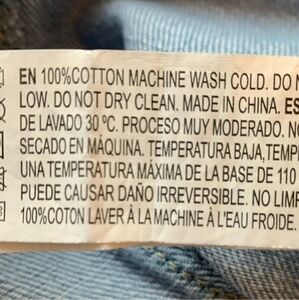 EN 100%COTTON MACHINE WASH COLD. DO
LOW. DO NOT DRY CLEAN. MADE IN CHINA. ES
DE LAVADO 30 ºC. PROCESO MUY MODERADO.
SECADO EN MÁQUINA. TEMPERATURA BAJA,
UNA TEMPERATURA MÁXIMA DE LA BASE DE 110
PUEDE CAUSAR DAÑO IRREVERSIBLE. NO
100%COTON LAVER À LA MACHINE À L'EAU FROIDE.